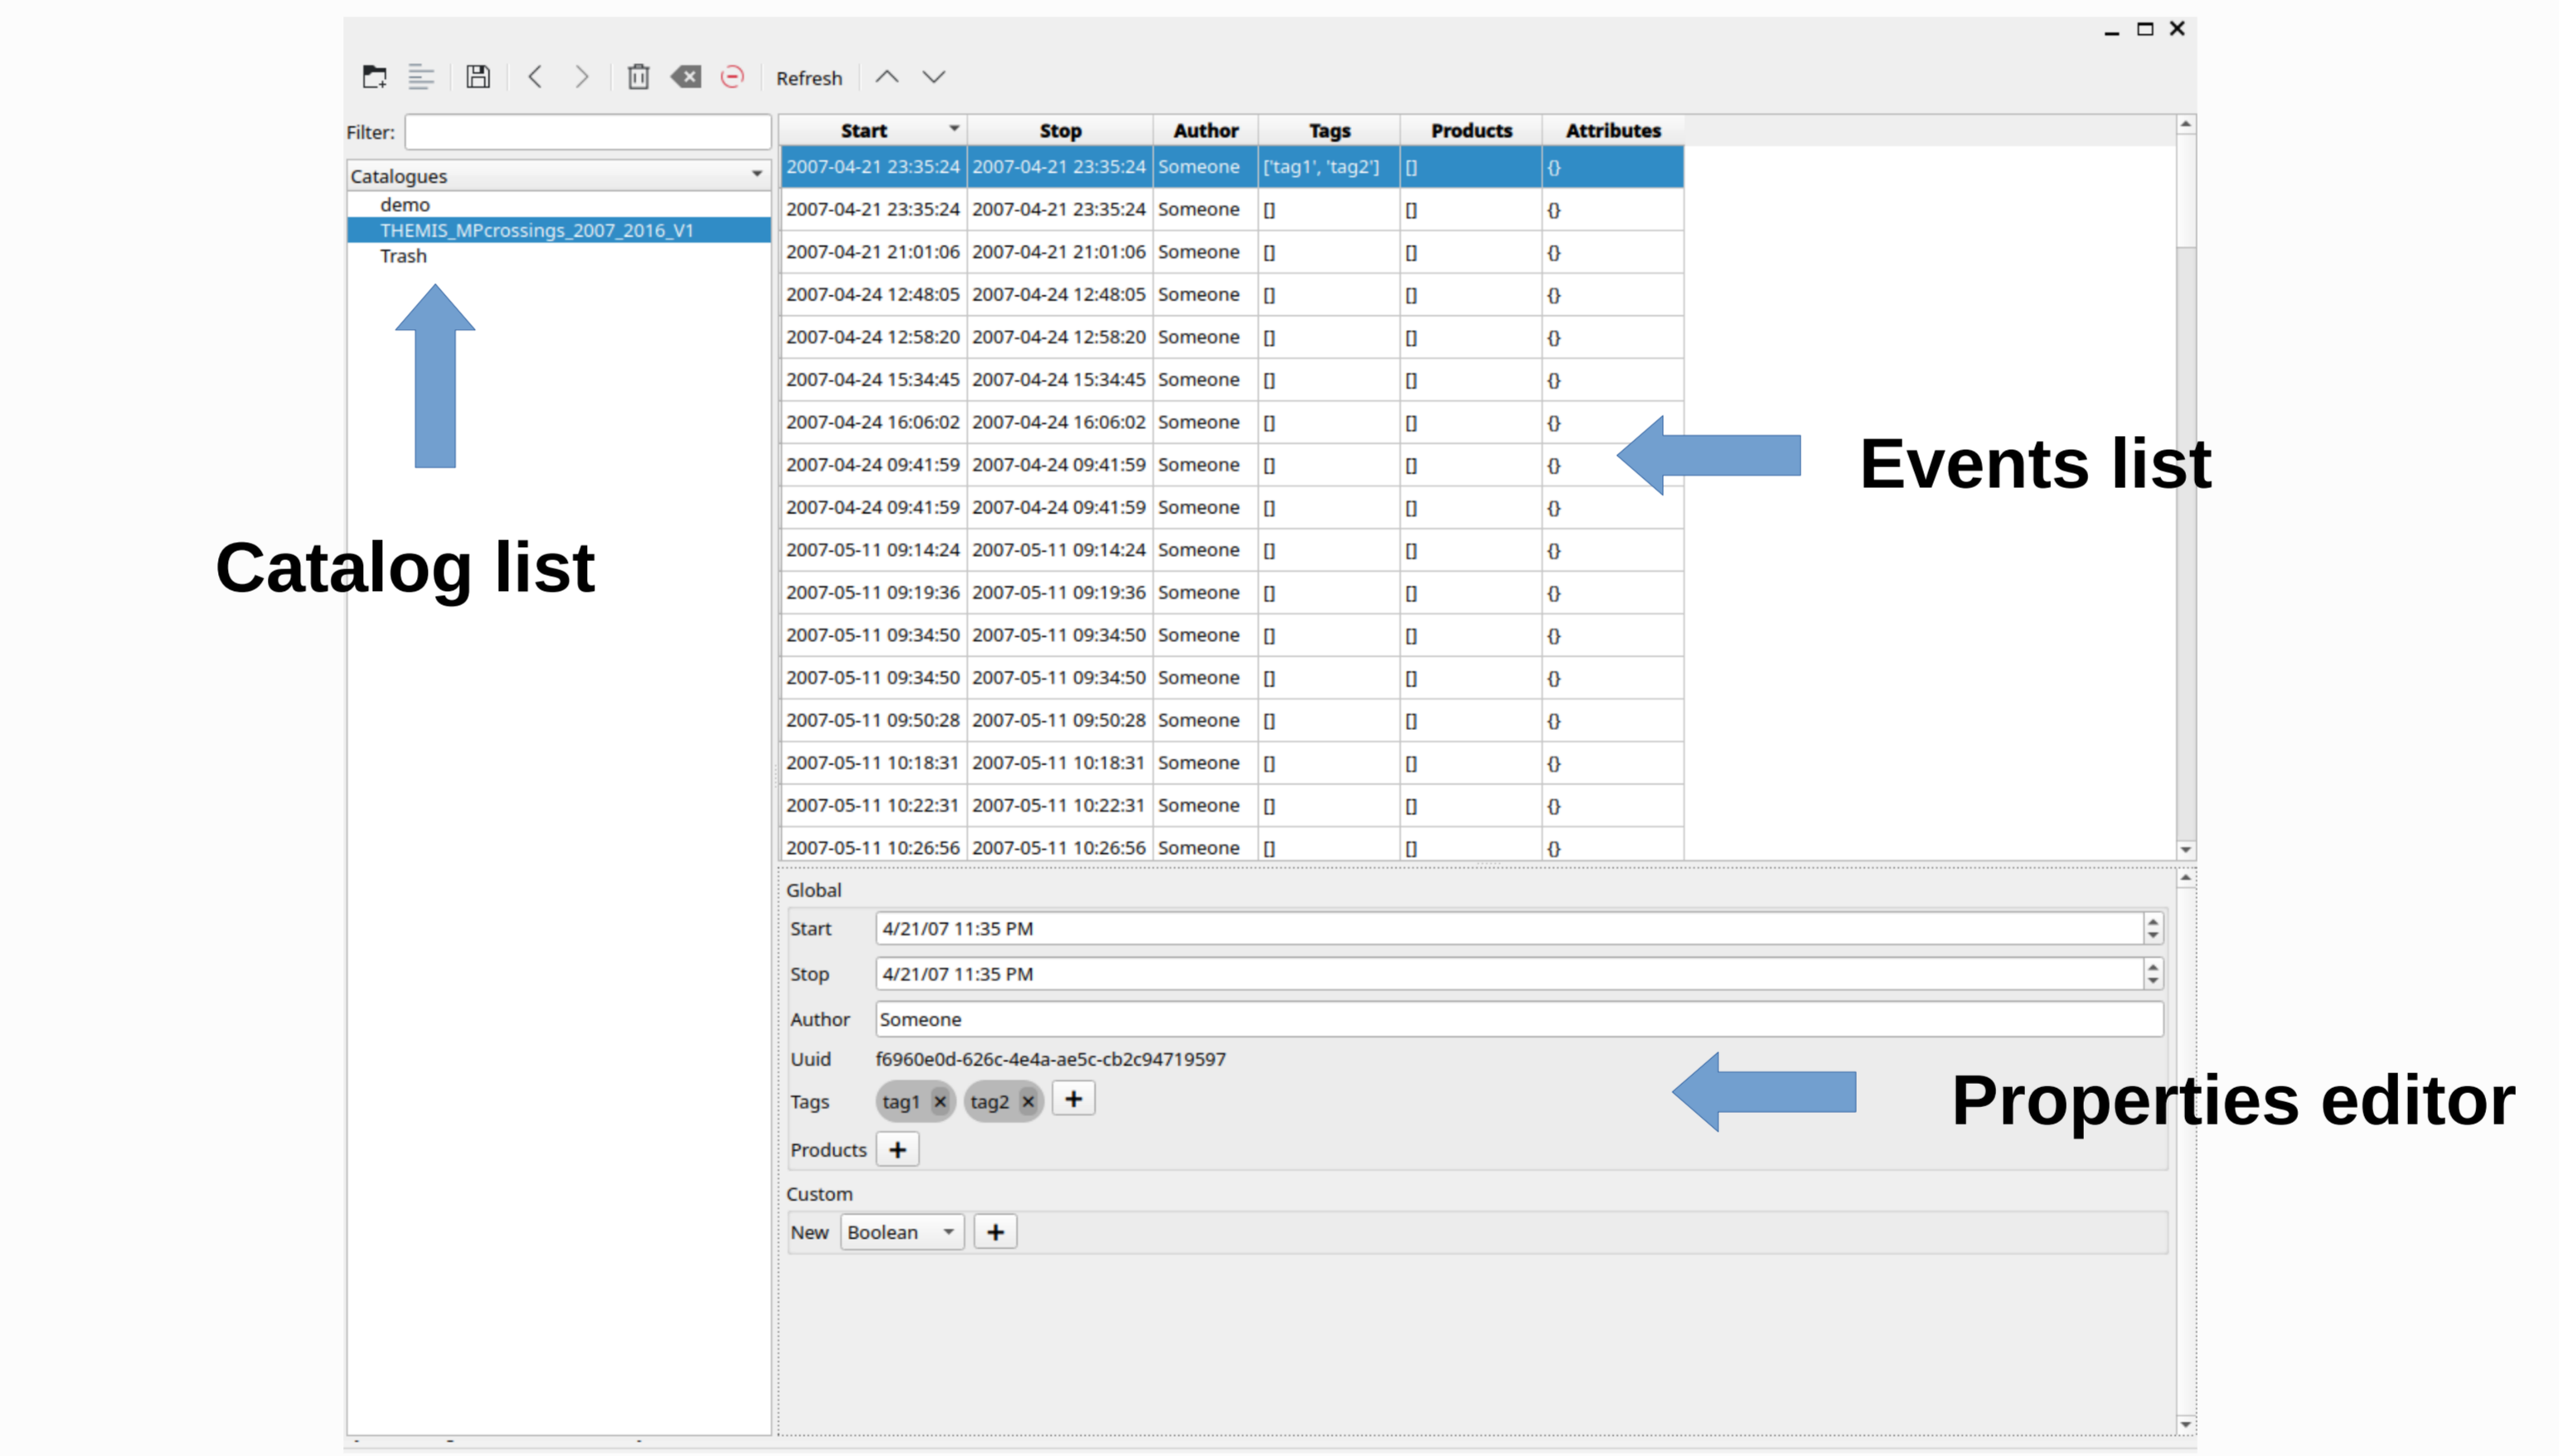 Refresh
Filter:
Catalogues
demo
THEMIS_MPcrossings_2007_2016_V1
Trash
Catalog list
Start Stop Author Tags Products Attributes
2007-04-21 23:35:24 2007-04-21 23:35:24 Someone ['tag1', 'tag2'] [] {}
2007-04-21 23:35:24 2007-04-21 23:35:24 Someone [] [] {}
2007-04-21 21:01:06 2007-04-21 21:01:06 Someone [] [] {}
2007-04-24 12:48:05 2007-04-24 12:48:05 Someone [] [] {}
2007-04-24 12:58:20 2007-04-24 12:58:20 Someone [] [] {}
2007-04-24 15:34:45 2007-04-24 15:34:45 Someone [] [] {}
2007-04-24 16:06:02 2007-04-24 16:06:02 Someone [] [] {}
2007-04-24 09:41:59 2007-04-24 09:41:59 Someone [] [] {}
2007-04-24 09:41:59 2007-04-24 09:41:59 Someone [] [] {}
2007-05-11 09:14:24 2007-05-11 09:14:24 Someone [] [] {}
2007-05-11 09:19:36 2007-05-11 09:19:36 Someone [] [] {}
2007-05-11 09:34:50 2007-05-11 09:34:50 Someone [] [] {}
2007-05-11 09:34:50 2007-05-11 09:34:50 Someone [] [] {}
2007-05-11 09:50:28 2007-05-11 09:50:28 Someone [] [] {}
2007-05-11 10:18:31 2007-05-11 10:18:31 Someone [] [] {}
2007-05-11 10:22:31 2007-05-11 10:22:31 Someone [] [] {}
2007-05-11 10:26:56 2007-05-11 10:26:56 Someone [] [] {}
Events list
Global
Start 4/21/07 11:35 PM
Stop 4/21/07 11:35 PM
Author Someone
Uuid f6960e0d-626c-4e4a-ae5c-cb2c94719597
Tags tag1 tag2 +
Products +
Properties editor
Custom
New Boolean +